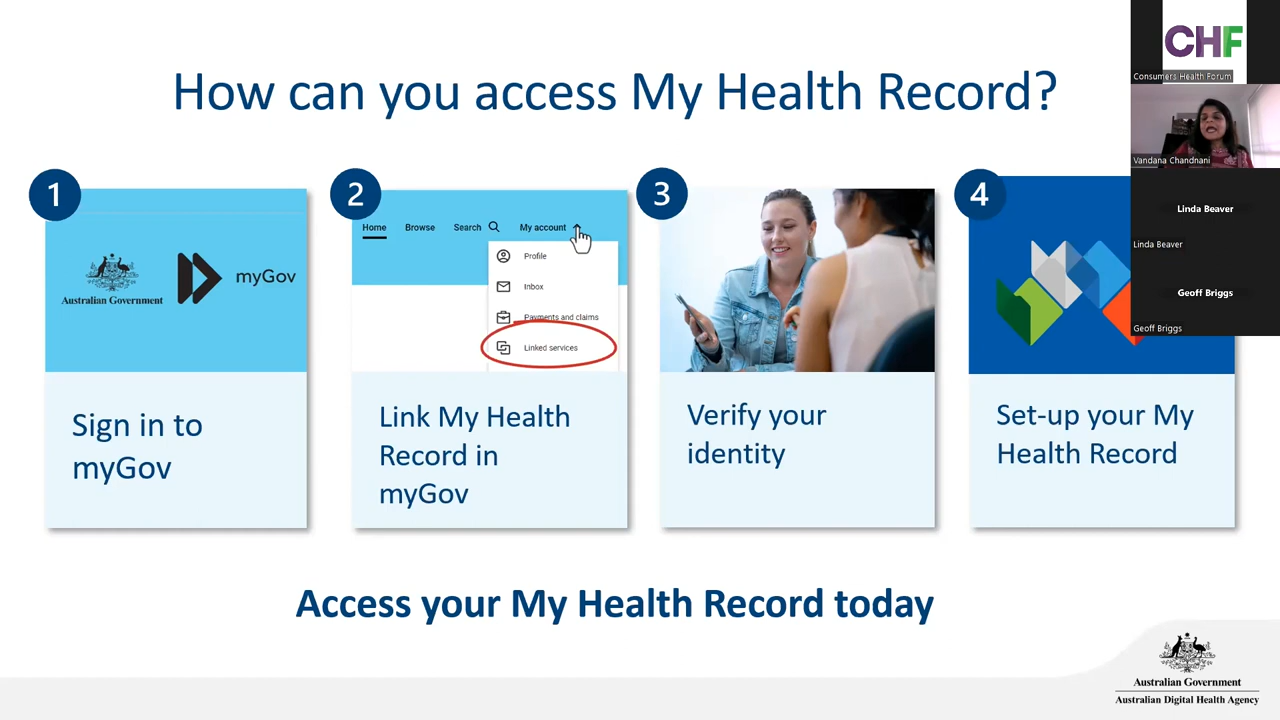 How can you access My Health Record?
CHF
Consumers Health Forum
Vandana Chandnani
Linda Beaver
Linda Beaver
Geoff Briggs
Geoff Briggs
1
Australian Government
myGov
Sign in to
myGov
2
Home Browse Search My account
Profile
Inbox
Payments and claims
Linked services
Link My Health
Record in
myGov
3
Verify your
identity
4
Set-up your My
Health Record
Access your My Health Record today
Australian Government
Australian Digital Health Agency